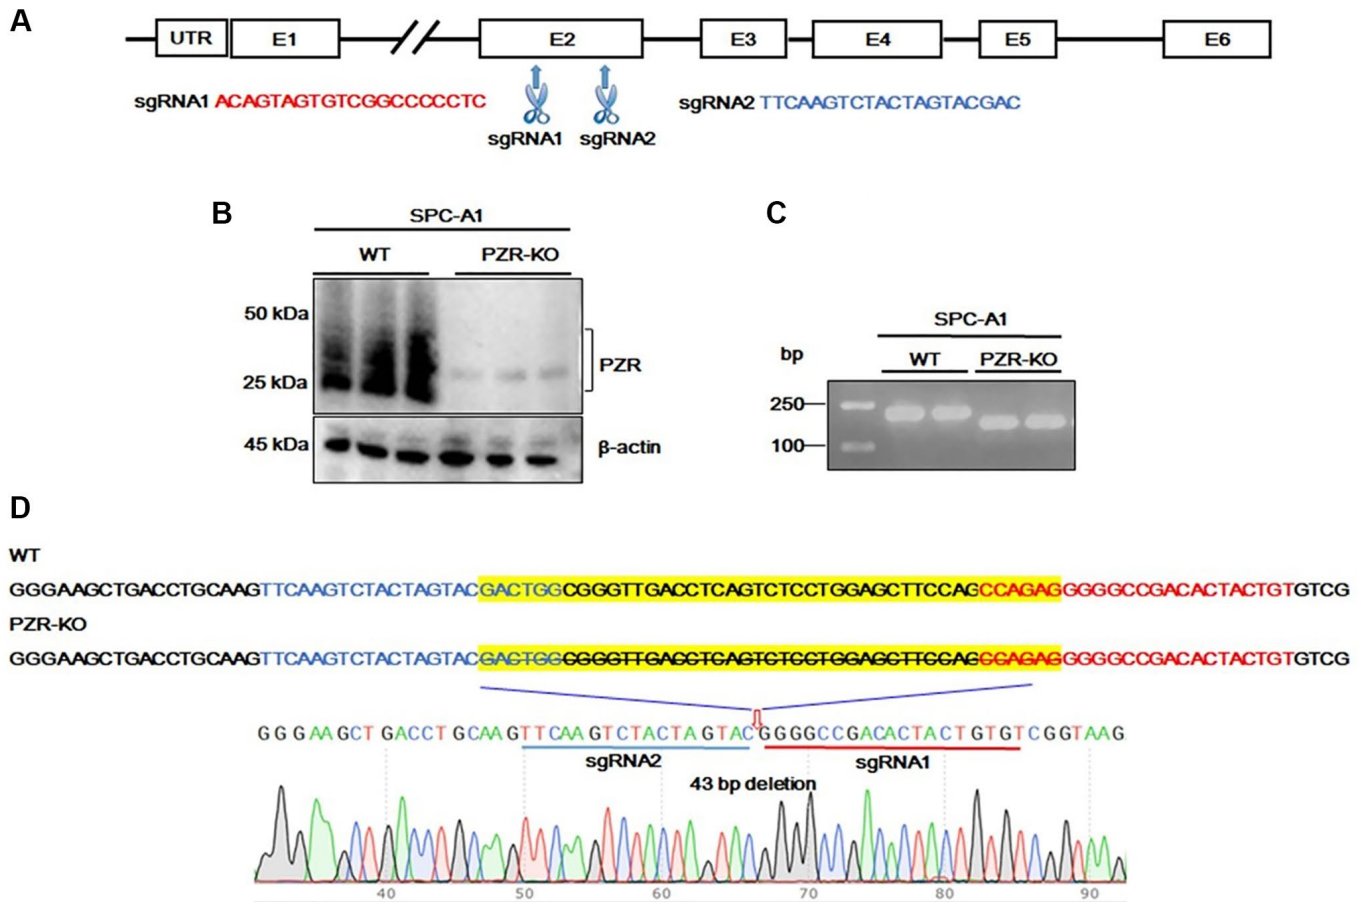 A
UTR E1 E2 E3 E4 E5 E6
sgRNA1 ACAGTAGTGTCGGCCCCCTC
sgRNA2 TTCAAGTCTACTAGTACGAC
sgRNA1 sgRNA2
B
SPC-A1
WT PZR-KO
50 kDa
25 kDa
PZR
45 kDa
β-actin
C
SPC-A1
bp
WT PZR-KO
250
100
D
WT
GGGAAGCTGACCTGCAAGTTCAAGTCTACTAGTACGACTGGCGGGTTGACCTCAGTCTCCTGGAGCTTCCAGCCAGAGGGGGCCGACACTACTGTGTCG
PZR-KO
GGGAAGCTGACCTGCAAGTTCAAGTCTACTAGTACGACTGGCGGGTTGACCTCAGTCTCCTGGAGCTTCCAGCCAGAGGGGGCCGACACTACTGTGTCG
GGGAAGCTGACCTGCAAGTTCAAGTCTACTAGTACGGGGCCGACACTACTGTGTCGGTAAG
sgRNA2 sgRNA1
43 bp deletion
40 50 60 70 80 90